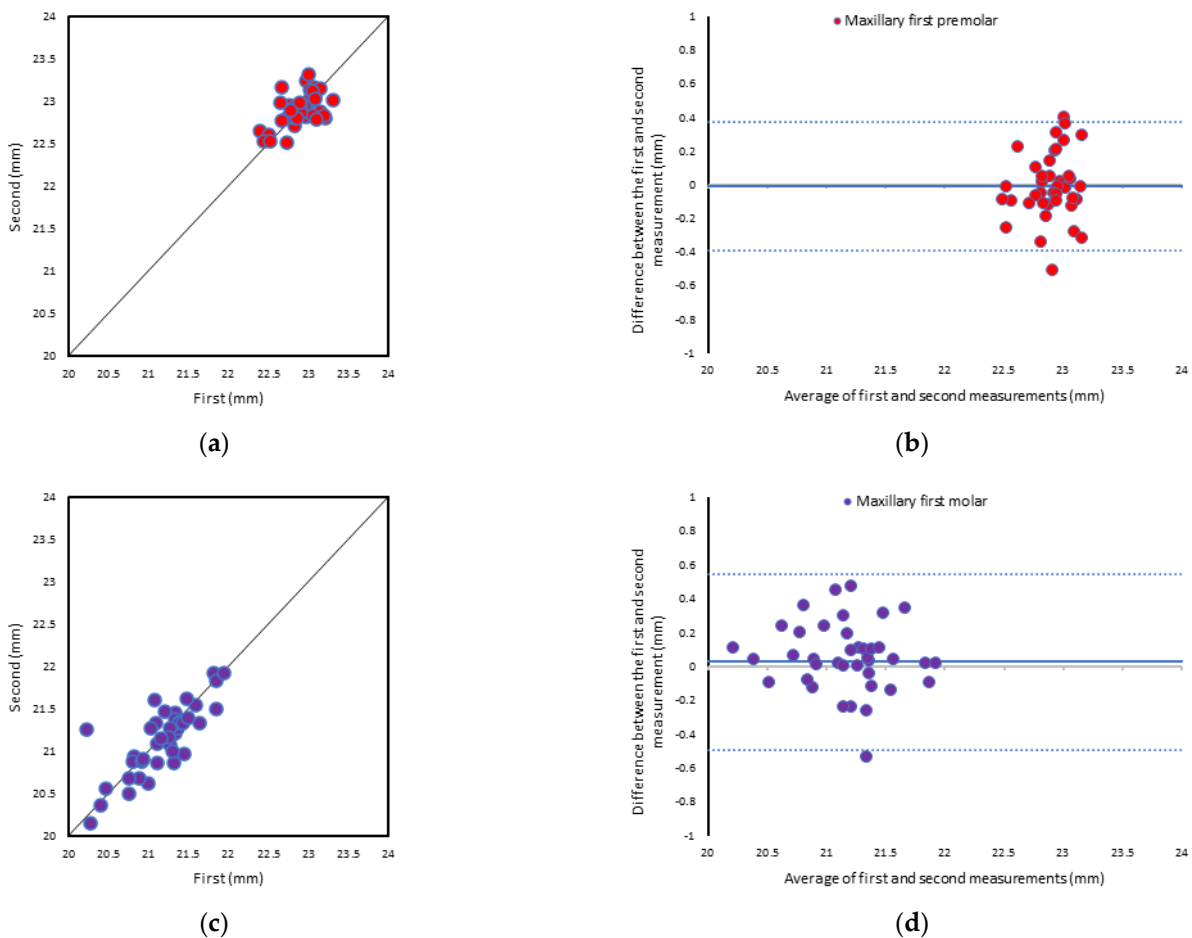 24
23.5
23
22.5
22
21.5
21
20.5
20
Second (mm)
20 20.5 21 21.5 22 22.5 23 23.5 24
First (mm)
(a)
Maxillary first premolar
1
0.8
0.6
0.4
0.2
0
-0.2
-0.4
-0.6
-0.8
-1
Difference between the first and second
measurement (mm)
20 20.5 21 21.5 22 22.5 23 23.5 24
Average of first and second measurements (mm)
(b)
24
23.5
23
22.5
22
21.5
21
20.5
20
Second (mm)
20 20.5 21 21.5 22 22.5 23 23.5 24
First (mm)
(c)
Maxillary first molar
1
0.8
0.6
0.4
0.2
0
-0.2
-0.4
-0.6
-0.8
-1
Difference between the first and second
measurement (mm)
20 20.5 21 21.5 22 22.5 23 23.5 24
Average of first and second measurements (mm)
(d)